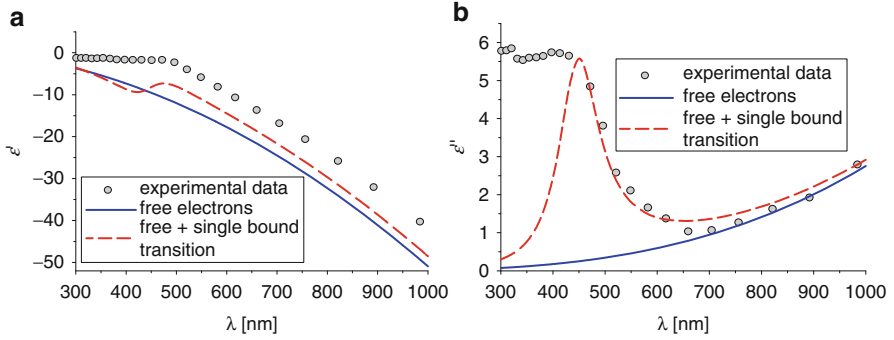 a
0
−10
−20
−30
−40
−50
ε'
experimental data
free electrons
free + single bound
transition
300 400 500 600 700 800 900 1000
λ [nm]
b
7
6
5
4
3
2
1
0
ε''
experimental data
free electrons
free + single bound
transition
300 400 500 600 700 800 900 1000
λ [nm]